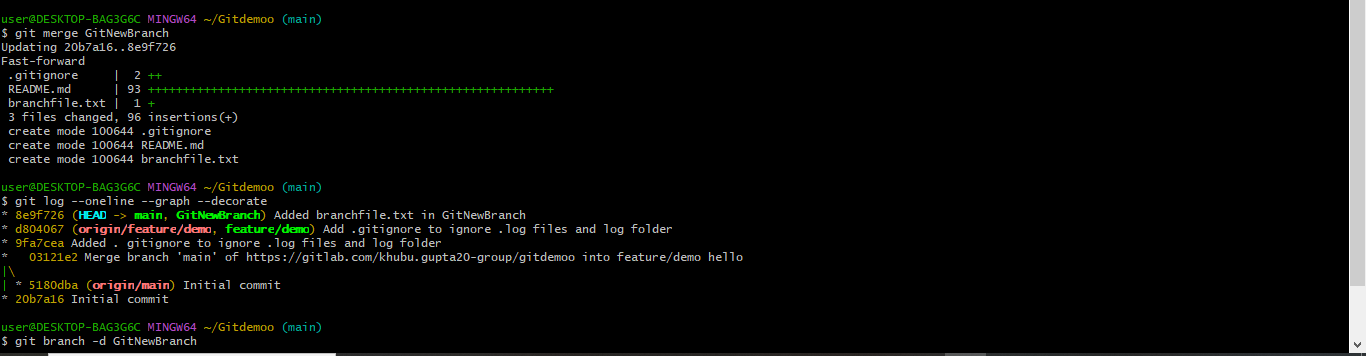 user@DESKTOP-BAG3G6C MINGW64 ~/Gitdemoo (main)
$ git merge GitNewBranch
Updating 20b7a16..8e9f726
Fast-forward
 .gitignore     |  2 ++
 README.md      | 93 ++++++++++++++++++++++++++++++++++++++++++++++++++++++++++
 branchfile.txt |  1 +
 3 files changed, 96 insertions(+)
 create mode 100644 .gitignore
 create mode 100644 README.md
 create mode 100644 branchfile.txt
user@DESKTOP-BAG3G6C MINGW64 ~/Gitdemoo (main)
$ git log --oneline --graph --decorate
* 8e9f726 (HEAD -> main, GitNewBranch) Added branchfile.txt in GitNewBranch
* d804067 (origin/feature/demo, feature/demo) Add .gitignore to ignore .log files and log folder
* 9fa7cea Added . gitignore to ignore .log files and log folder
*   03121e2 Merge branch 'main' of https://gitlab.com/khubu.gupta20-group/gitdemoo into feature/demo hello
|\
| * 5180dba (origin/main) Initial commit
* 20b7a16 Initial commit
user@DESKTOP-BAG3G6C MINGW64 ~/Gitdemoo (main)
$ git branch -d GitNewBranch